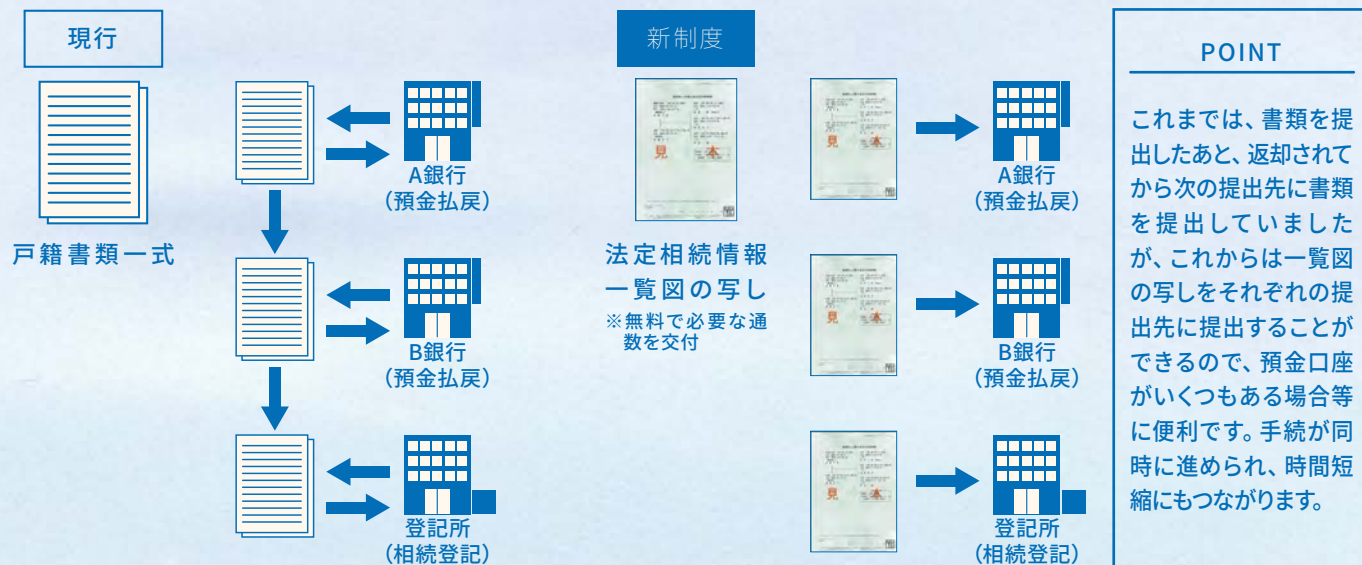 現行
戸籍書類一式
A銀行
（預金払戻）
B銀行
（預金払戻）
登記所
（相続登記）
新制度
見本
法定相続情報
一覧図の写し
※無料で必要な通
数を交付
見本
A銀行
（預金払戻）
見本
B銀行
（預金払戻）
見本
登記所
（相続登記）
POINT
これまでは、書類を提
出したあと、返却されて
から次の提出先に書類
を提出していました
が、これからは一覧図
の写しをそれぞれの提
出先に提出することが
できるので、預金口座
がいくつもある場合等
に便利です。手続が同
時に進められ、時間短
縮にもつながります。